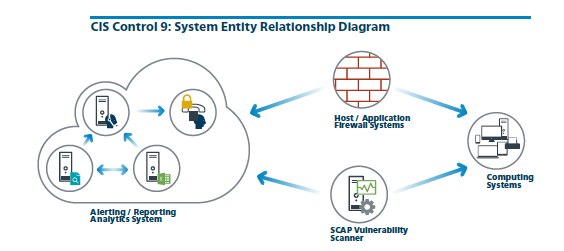 CIS Control 9: System Entity Relationship Diagram
Host / Application
Firewall Systems
Computing
Systems
Alerting / Reporting
Analytics System
SCAP Vulnerability
Scanner